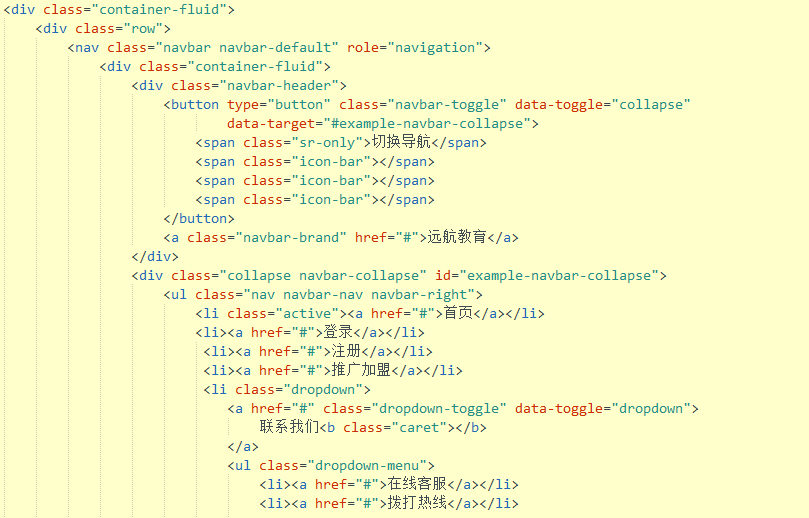 <div class="container-fluid">
<div class="row">
<nav class="navbar navbar-default" role="navigation">
<div class="container-fluid">
<div class="navbar-header">
<button type="button" class="navbar-toggle" data-toggle="collapse"
data-target="#example-navbar-collapse">
<span class="sr-only">切换导航</span>
<span class="icon-bar"></span>
<span class="icon-bar"></span>
<span class="icon-bar"></span>
</button>
<a class="navbar-brand" href="#">远航教育</a>
</div>
<div class="collapse navbar-collapse" id="example-navbar-collapse">
<ul class="nav navbar-nav navbar-right">
<li class="active"><a href="#">首页</a></li>
<li><a href="#">登录</a></li>
<li><a href="#">注册</a></li>
<li><a href="#">推广加盟</a></li>
<li class="dropdown">
<a href="#" class="dropdown-toggle" data-toggle="dropdown">
联系我们<b class="caret"></b>
</a>
<ul class="dropdown-menu">
<li><a href="#">在线客服</a></li>
<li><a href="#">拨打热线</a></li>